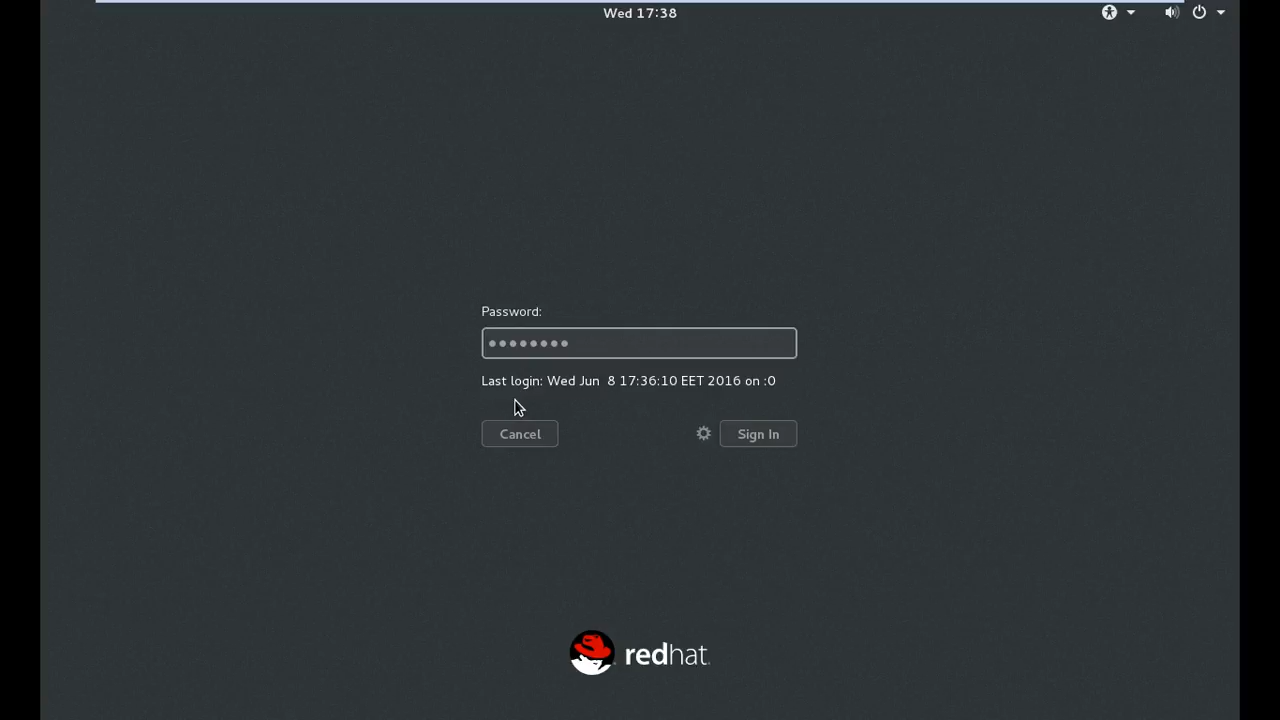 Wed 17:38
Password:
••••••••
Last login: Wed Jun  8 17:36:10 EET 2016 on :0
Cancel
Sign In
redhat.